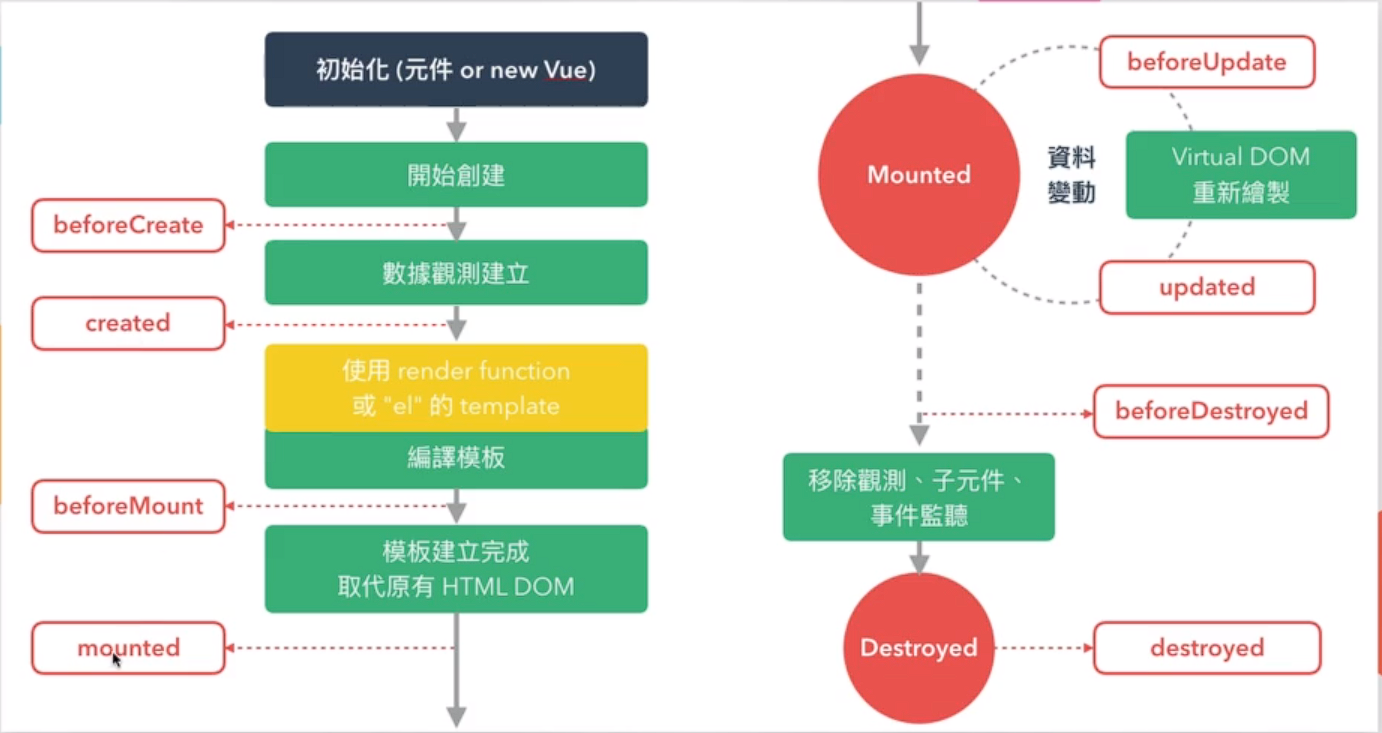 初始化 (元件 or new Vue)
開始創建
beforeCreate
數據觀測建立
created
使用 render function
或 "el" 的 template
編譯模板
beforeMount
模板建立完成
取代原有 HTML DOM
mounted
beforeUpdate
Mounted
資料
變動
Virtual DOM
重新繪製
updated
beforeDestroyed
移除觀測、子元件、
事件監聽
Destroyed
destroyed